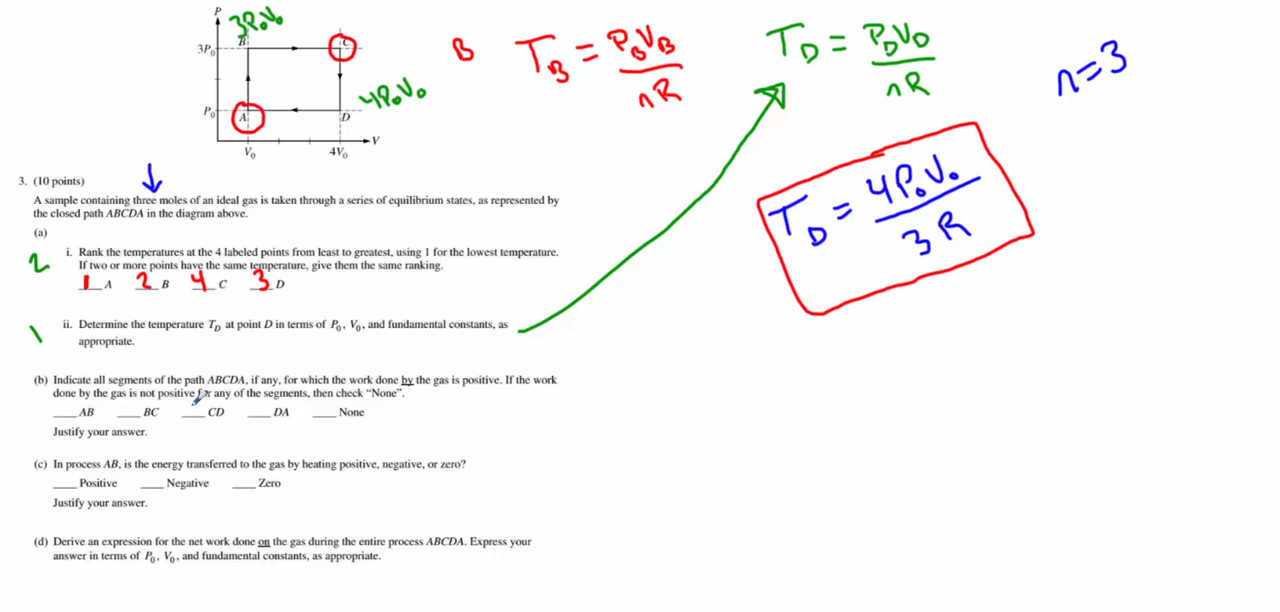 P
3P₀V₀
3P₀
B
C
4P₀V₀
P₀
A
D
V₀
4V₀
V
B T_B = P_BV_B / nR
T_D = P_DV_D / nR
n=3
T_D = 4P₀V₀ / 3R
3. (10 points)
A sample containing three moles of an ideal gas is taken through a series of equilibrium states, as represented by
the closed path ABCDA in the diagram above.
(a)
2
i. Rank the temperatures at the 4 labeled points from least to greatest, using 1 for the lowest temperature.
If two or more points have the same temperature, give them the same ranking.
1 A 2 B 4 C 3 D
1
ii. Determine the temperature T_D at point D in terms of P₀, V₀, and fundamental constants, as
appropriate.
(b) Indicate all segments of the path ABCDA, if any, for which the work done by the gas is positive. If the work
done by the gas is not positive for any of the segments, then check “None”.
____ AB ____ BC ____ CD ____ DA ____ None
Justify your answer.
(c) In process AB, is the energy transferred to the gas by heating positive, negative, or zero?
____ Positive ____ Negative ____ Zero
Justify your answer.
(d) Derive an expression for the net work done on the gas during the entire process ABCDA. Express your
answer in terms of P₀, V₀, and fundamental constants, as appropriate.